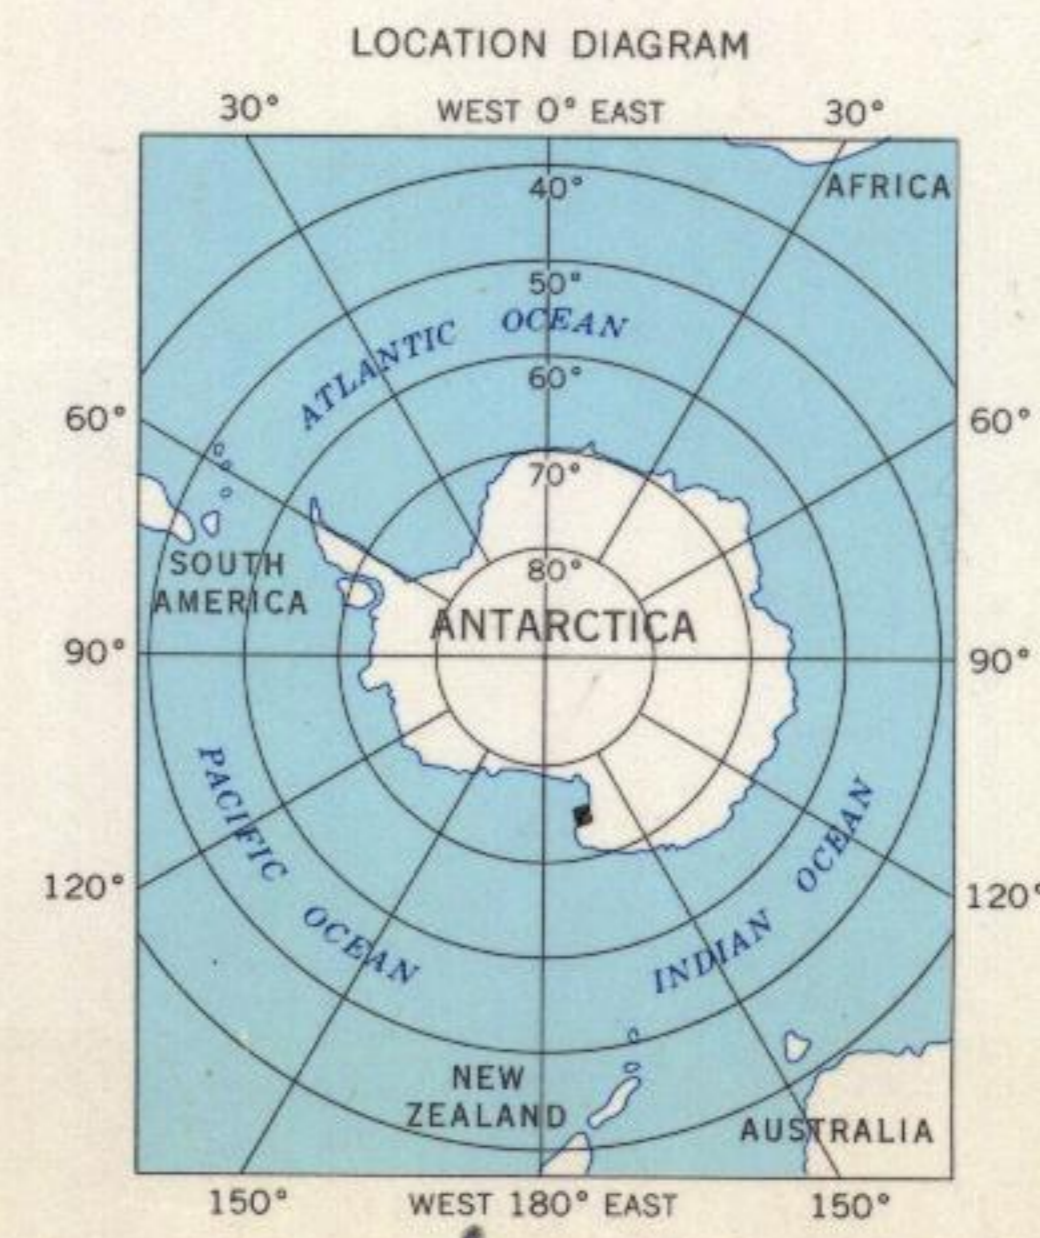 LOCATION DIAGRAM
30° WEST 0° EAST 30°
AFRICA
40°
50°
ATLANTIC OCEAN
60°
60° 60°
70°
SOUTH
AMERICA
80°
ANTARCTICA
90° 90°
PACIFIC OCEAN
INDIAN OCEAN
120° 120°
NEW
ZEALAND
AUSTRALIA
150° WEST 180° EAST 150°